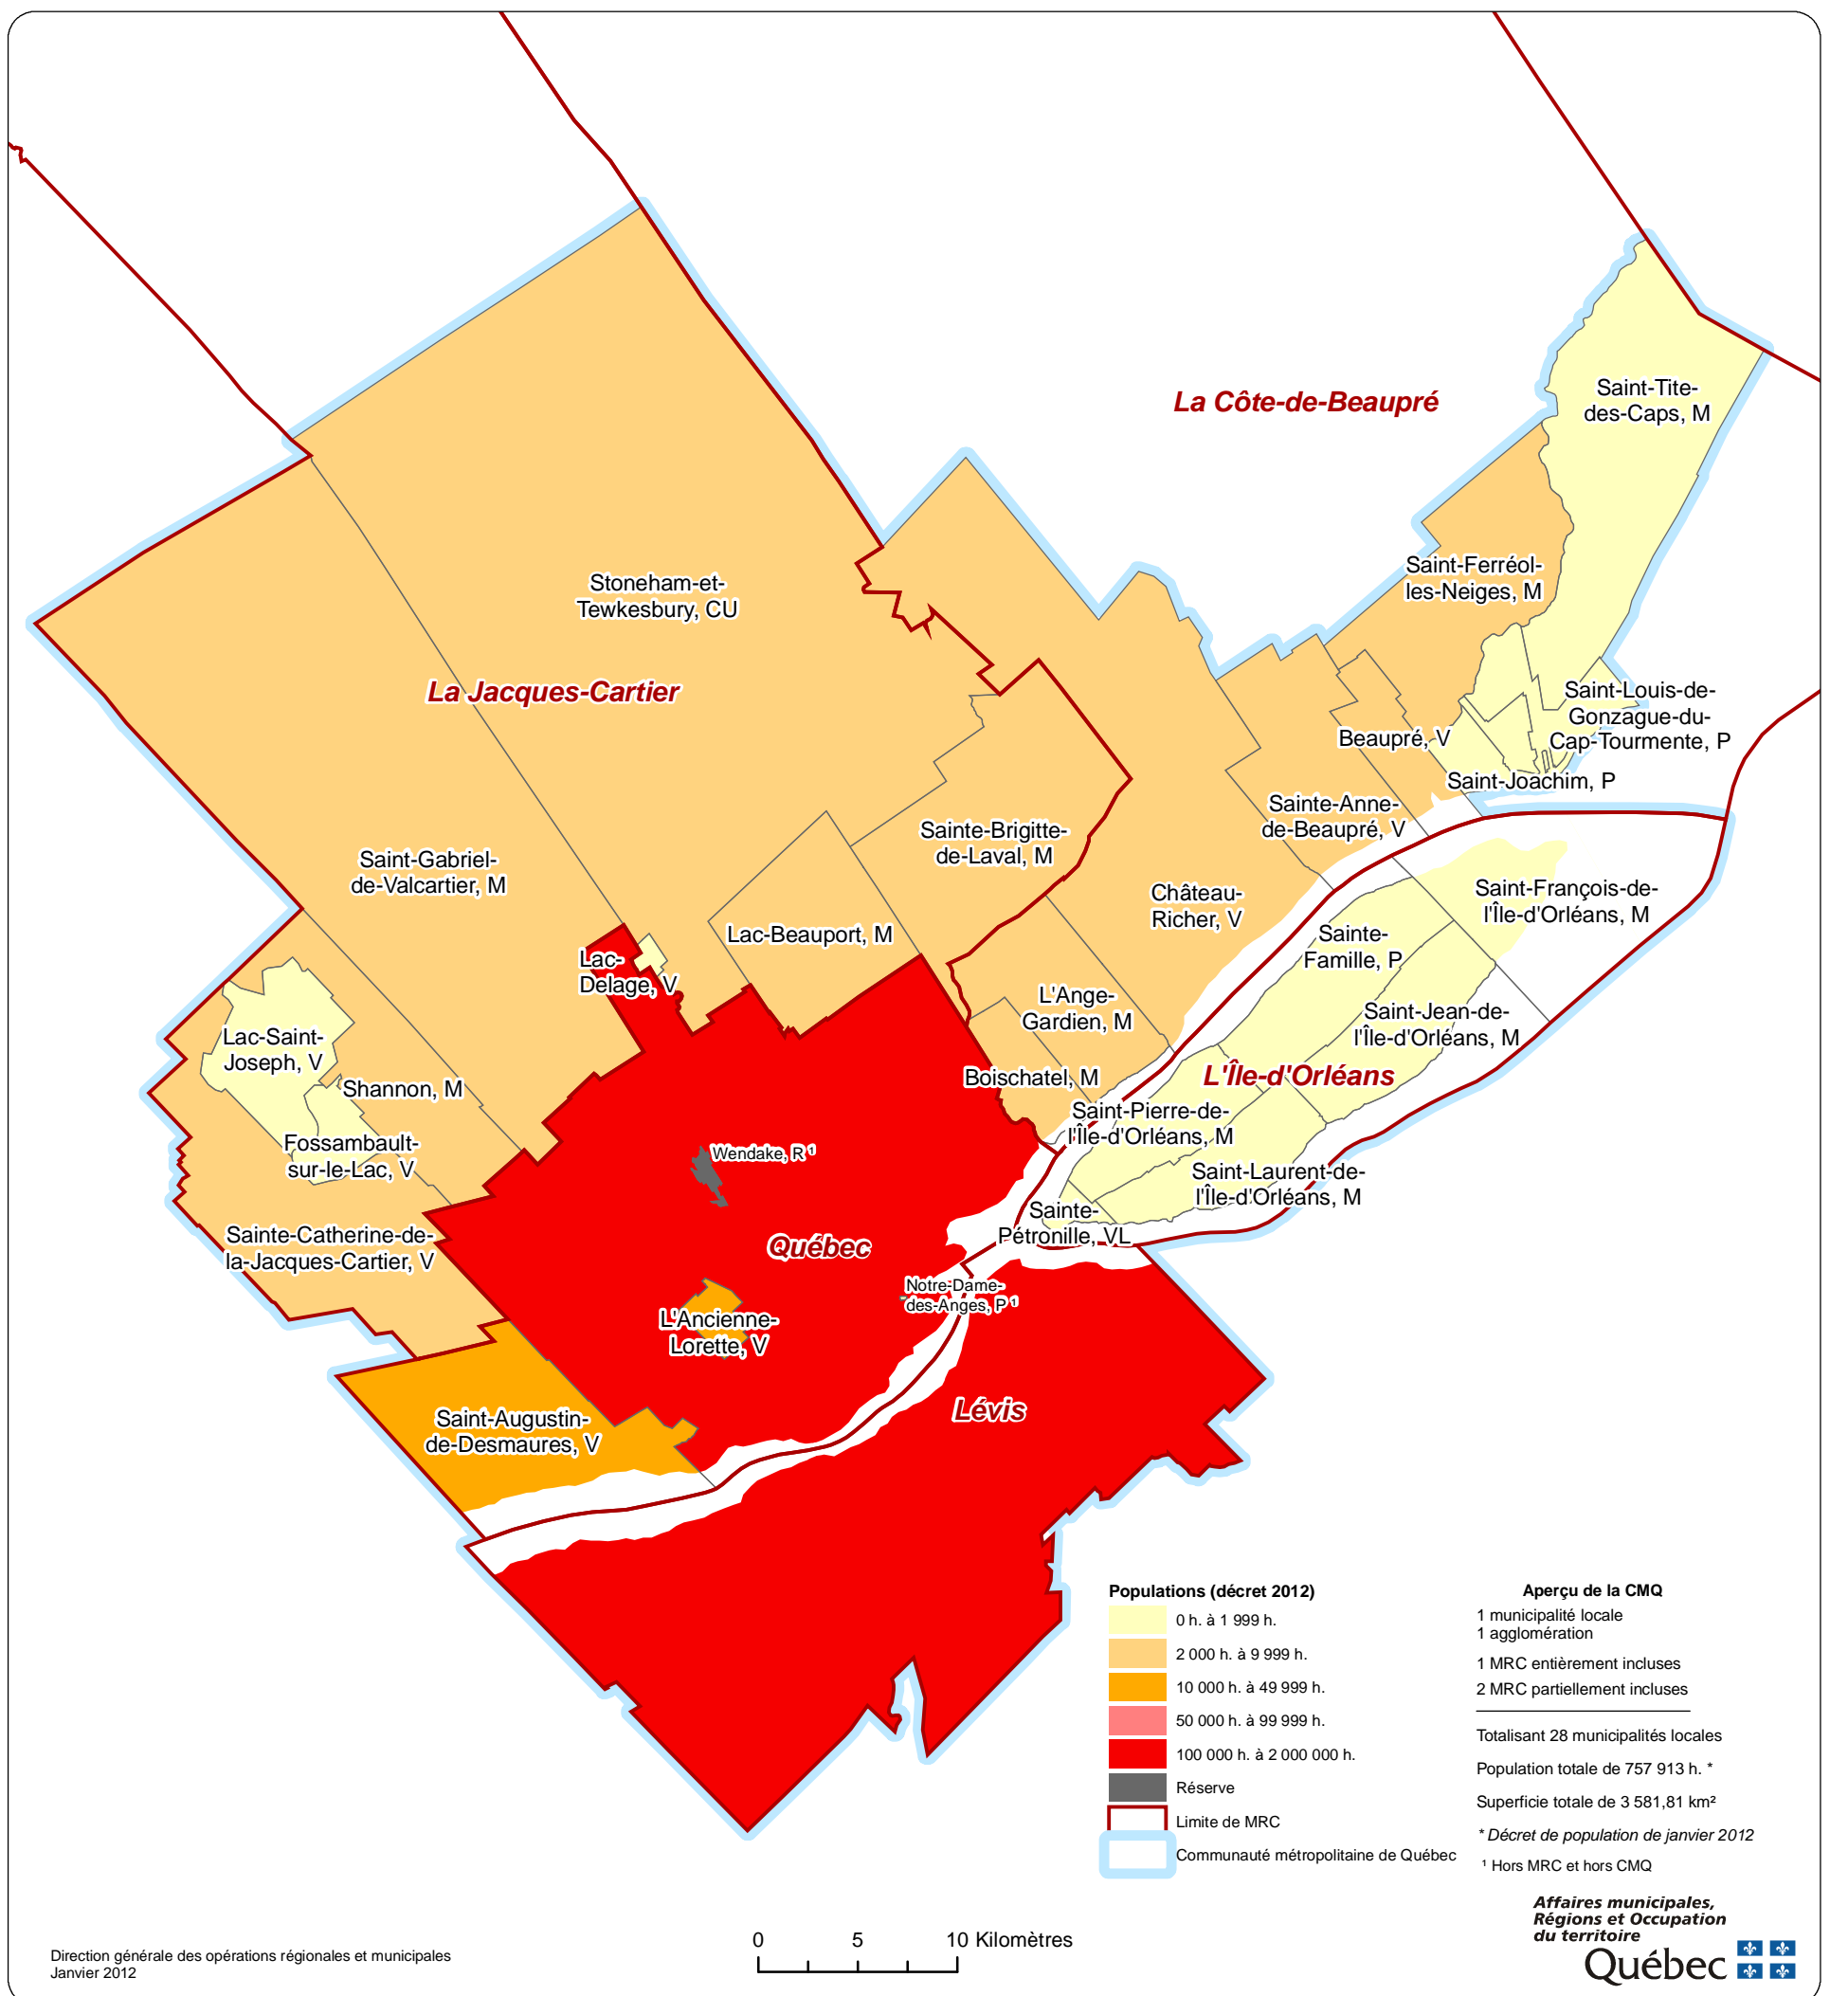 La Côte-de-Beaupré
Saint-Tite-
des-Caps, M
Saint-Ferréol-
les-Neiges, M
Stoneham-et-
Tewkesbury, CU
La Jacques-Cartier
Saint-Louis-de-
Gonzague-du-
Cap-Tourmente, P
Beaupré, V
Saint-Joachim, P
Sainte-Anne-
de-Beaupré, V
Sainte-Brigitte-
de-Laval, M
Saint-Gabriel-
de-Valcartier, M
Château-
Richer, V
Saint-François-de-
l'Île-d'Orléans, M
Lac-Beauport, M
Sainte-
Famille, P
Lac-
Delage, V
L'Ange-
Gardien, M
Saint-Jean-de-
l'Île-d'Orléans, M
Lac-Saint-
Joseph, V
Shannon, M
Boischatel, M
L'Île-d'Orléans
Saint-Pierre-de-
l'Île-d'Orléans, M
Fossambault-
sur-le-Lac, V
Wendake, R ¹
Saint-Laurent-de-
l'Île-d'Orléans, M
Sainte-
Pétronille, VL
Sainte-Catherine-de-
la-Jacques-Cartier, V
Québec
Notre-Dame-
des-Anges, P ¹
L'Ancienne-
Lorette, V
Lévis
Saint-Augustin-
de-Desmaures, V
Populations (décret 2012)
0 h. à 1 999 h.
2 000 h. à 9 999 h.
10 000 h. à 49 999 h.
50 000 h. à 99 999 h.
100 000 h. à 2 000 000 h.
Réserve
Limite de MRC
Communauté métropolitaine de Québec
Aperçu de la CMQ
1 municipalité locale
1 agglomération
1 MRC entièrement incluses
2 MRC partiellement incluses
Totalisant 28 municipalités locales
Population totale de 757 913 h. *
Superficie totale de 3 581,81 km²
* Décret de population de janvier 2012
¹ Hors MRC et hors CMQ
Affaires municipales,
Régions et Occupation
du territoire
Québec
0 5 10 Kilomètres
Direction générale des opérations régionales et municipales
Janvier 2012